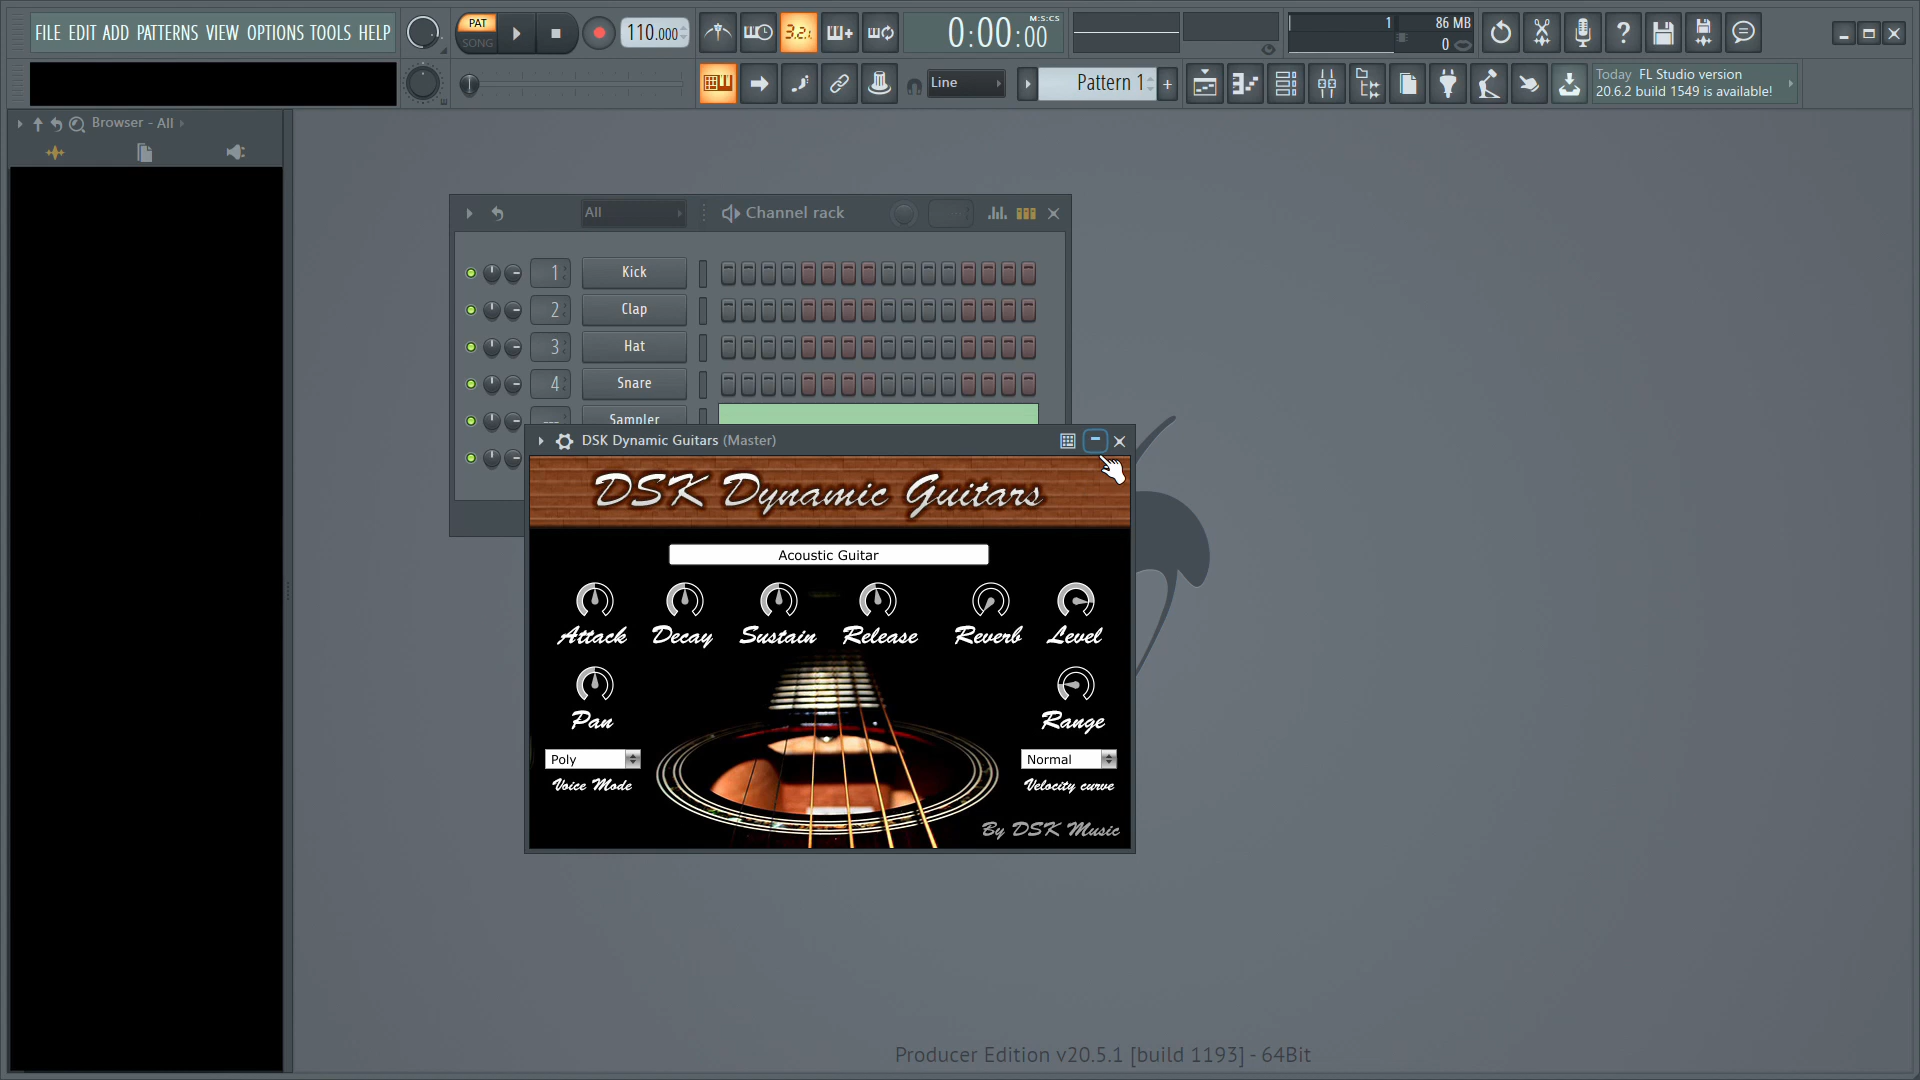 FILE EDIT ADD PATTERNS VIEW OPTIONS TOOLS HELP
PAT
SONG
110.000
3.2.
0:00:00
M:S:CS
1
86 MB
0
Line
Pattern 1
Today FL Studio version
20.6.2 build 1549 is available!
Browser - All
All
Channel rack
1 Kick
2 Clap
3 Hat
4 Snare
--- Sampler
DSK Dynamic Guitars (Master)
DSK Dynamic Guitars
Acoustic Guitar
Attack Decay Sustain Release Reverb Level
Pan Range
Poly Normal
Voice Mode Velocity curve
By DSK Music
Producer Edition v20.5.1 [build 1193] - 64Bit